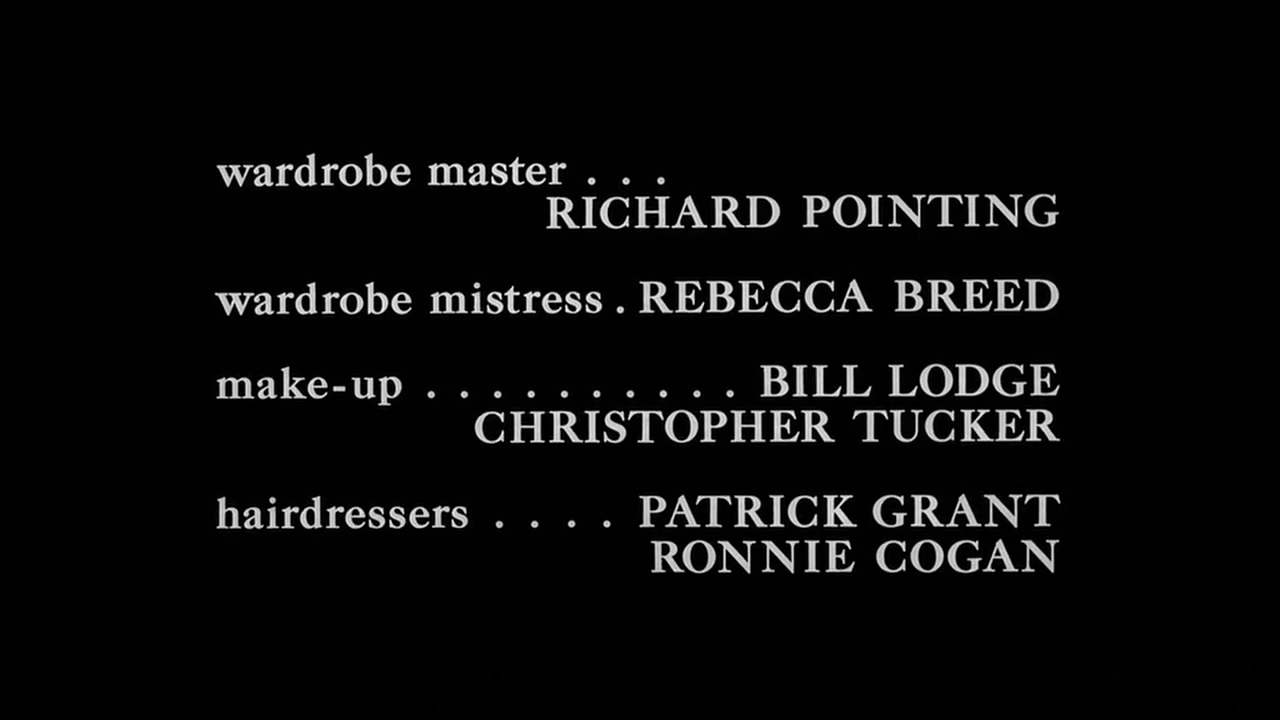 wardrobe master . . .
RICHARD POINTING
wardrobe mistress . REBECCA BREED
make-up . . . . . . . . . . BILL LODGE
CHRISTOPHER TUCKER
hairdressers . . . . PATRICK GRANT
RONNIE COGAN